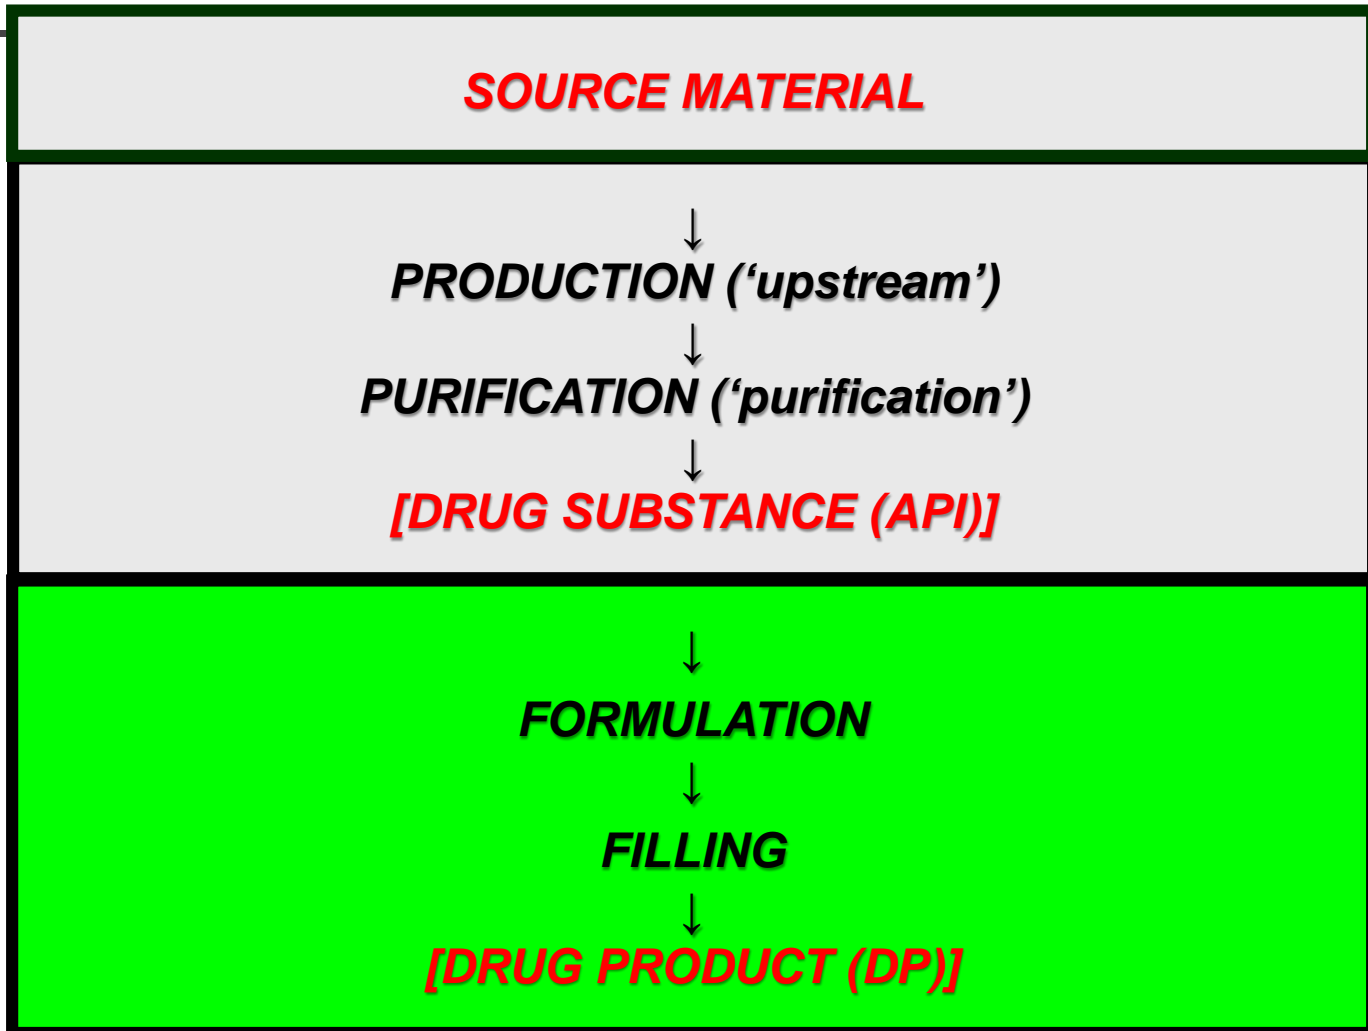 SOURCE MATERIAL
↓
PRODUCTION (‘upstream’)
↓
PURIFICATION (‘purification’)
↓
[DRUG SUBSTANCE (API)]
↓
FORMULATION
↓
FILLING
↓
[DRUG PRODUCT (DP)]